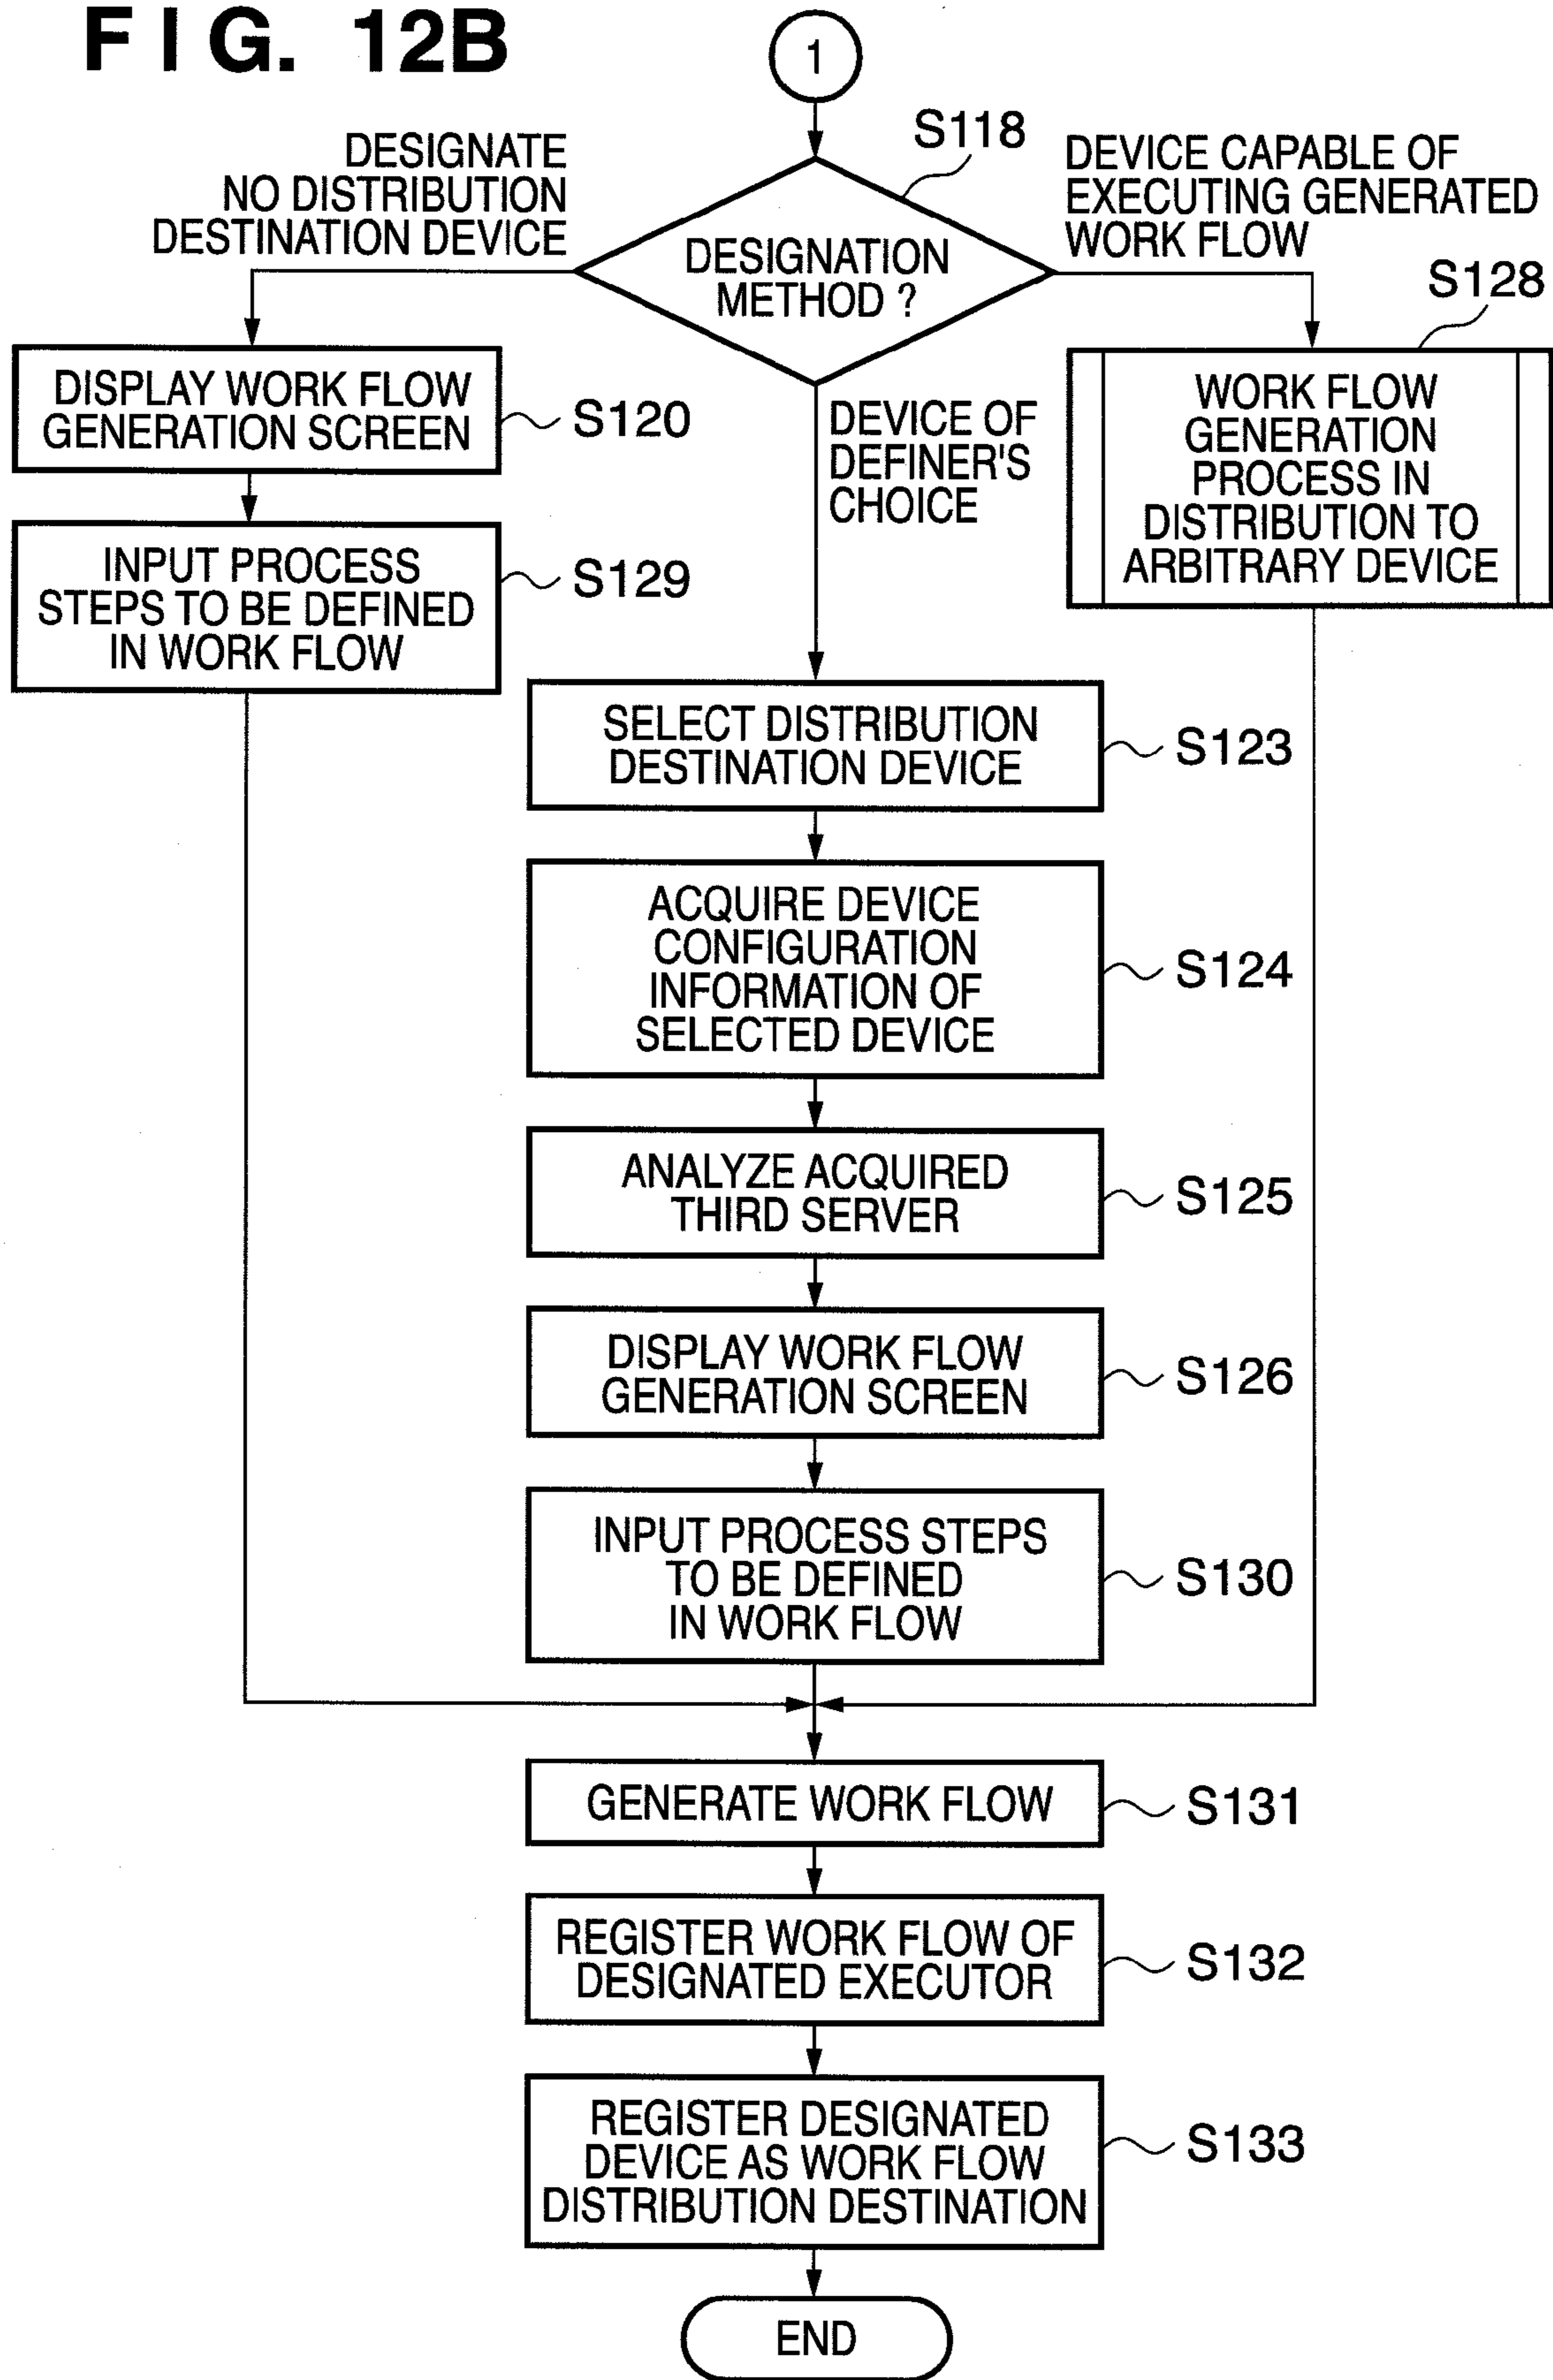 FIG. 12B
1
S118
DESIGNATE
NO DISTRIBUTION
DESTINATION DEVICE
DESIGNATION
METHOD ?
DEVICE CAPABLE OF
EXECUTING GENERATED
WORK FLOW
S128
DISPLAY WORK FLOW
GENERATION SCREEN
S120
DEVICE OF
DEFINER'S
CHOICE
WORK FLOW
GENERATION
PROCESS IN
DISTRIBUTION TO
ARBITRARY DEVICE
INPUT PROCESS
STEPS TO BE DEFINED
IN WORK FLOW
S129
SELECT DISTRIBUTION
DESTINATION DEVICE
S123
ACQUIRE DEVICE
CONFIGURATION
INFORMATION OF
SELECTED DEVICE
S124
ANALYZE ACQUIRED
THIRD SERVER
S125
DISPLAY WORK FLOW
GENERATION SCREEN
S126
INPUT PROCESS STEPS
TO BE DEFINED
IN WORK FLOW
S130
GENERATE WORK FLOW
S131
REGISTER WORK FLOW OF
DESIGNATED EXECUTOR
S132
REGISTER DESIGNATED
DEVICE AS WORK FLOW
DISTRIBUTION DESTINATION
S133
END